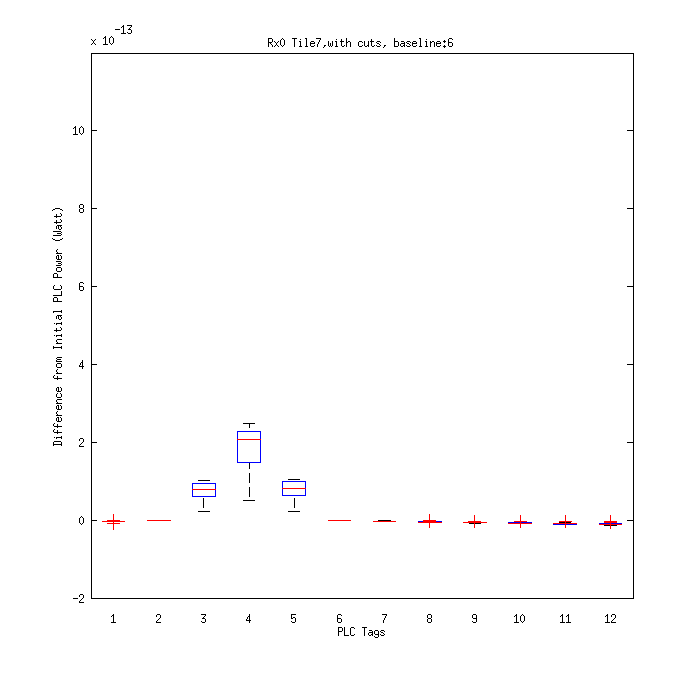 x 10 -13
Rx0 Tile7,with cuts, baseline:6
Difference from Initial PLC Power (Watt)
10
8
6
4
2
0
-2
1 2 3 4 5 6 7 8 9 10 11 12
PLC Tags